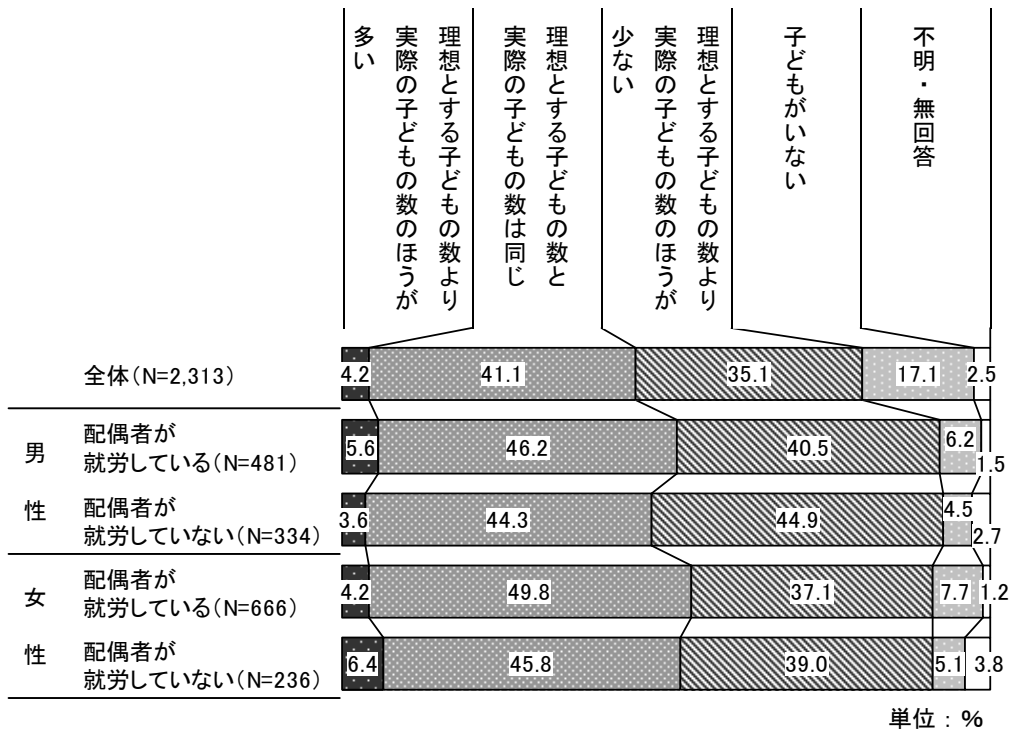 理想とする子どもの数より
実際の子どもの数のほうが
多い
理想とする子どもの数と
実際の子どもの数は同じ
理想とする子どもの数より
実際の子どもの数のほうが
少ない
子どもがいない
不明・無回答
全体(N=2,313)
4.2 41.1 35.1 17.1 2.5
男性
配偶者が
就労している(N=481)
5.6 46.2 40.5 6.2 1.5
配偶者が
就労していない(N=334)
3.6 44.3 44.9 4.5 2.7
女性
配偶者が
就労している(N=666)
4.2 49.8 37.1 7.7 1.2
配偶者が
就労していない(N=236)
6.4 45.8 39.0 5.1 3.8
単位：%